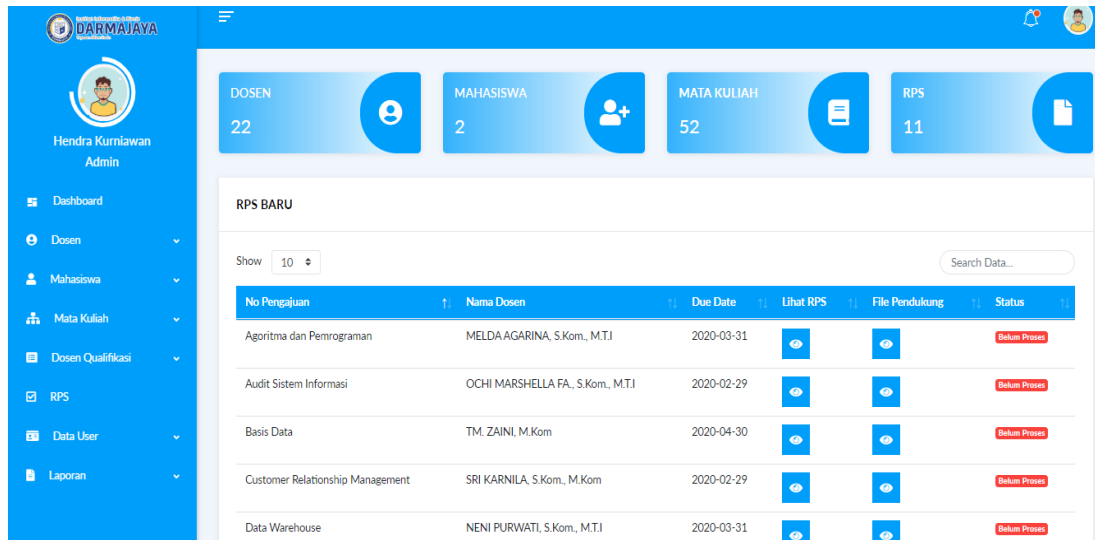 DARMAJAYA
Hendra Kurniawan
Admin
Dashboard
Dosen
Mahasiswa
Mata Kuliah
Dosen Qualifikasi
RPS
Data User
Laporan
DOSEN
22
MAHASISWA
2
MATA KULIAH
52
RPS
11
RPS BARU
Show 10
Search Data...
No Pengajuan Nama Dosen Due Date Lihat RPS File Pendukung Status
Agoritma dan Pemrograman MELDA AGARINA, S.Kom., M.T.I 2020-03-31 Belum Proses
Audit Sistem Informasi OCHI MARSHELLA FA., S.Kom., M.T.I 2020-02-29 Belum Proses
Basis Data TM. ZAINI, M.Kom 2020-04-30 Belum Proses
Customer Relationship Management SRI KARNILA, S.Kom., M.Kom 2020-02-29 Belum Proses
Data Warehouse NENI PURWATI, S.Kom., M.T.I 2020-03-31 Belum Proses